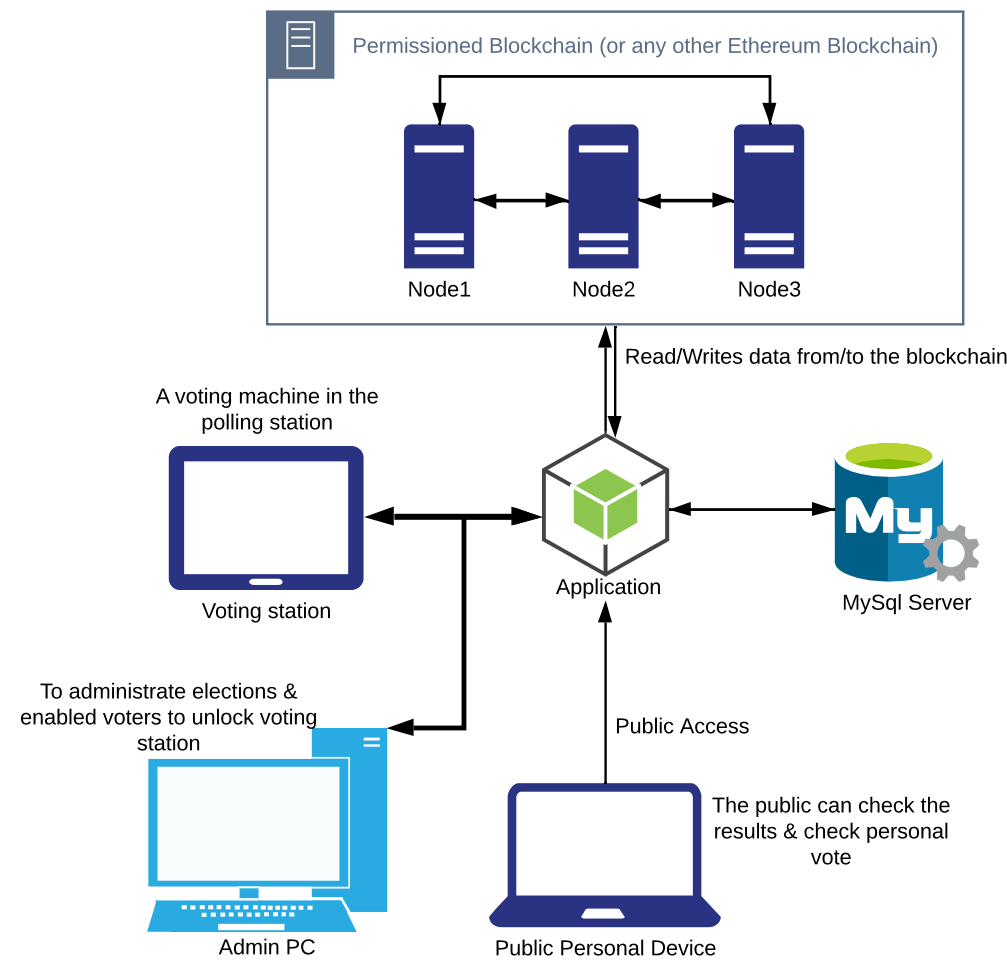 Permissioned Blockchain (or any other Ethereum Blockchain)
Node1
Node2
Node3
Read/Writes data from/to the blockchain
A voting machine in the
polling station
My
Application
Voting station
MySql Server
To administrate elections &
enabled voters to unlock voting
station
Public Access
The public can check the
results & check personal
vote
Admin PC
Public Personal Device